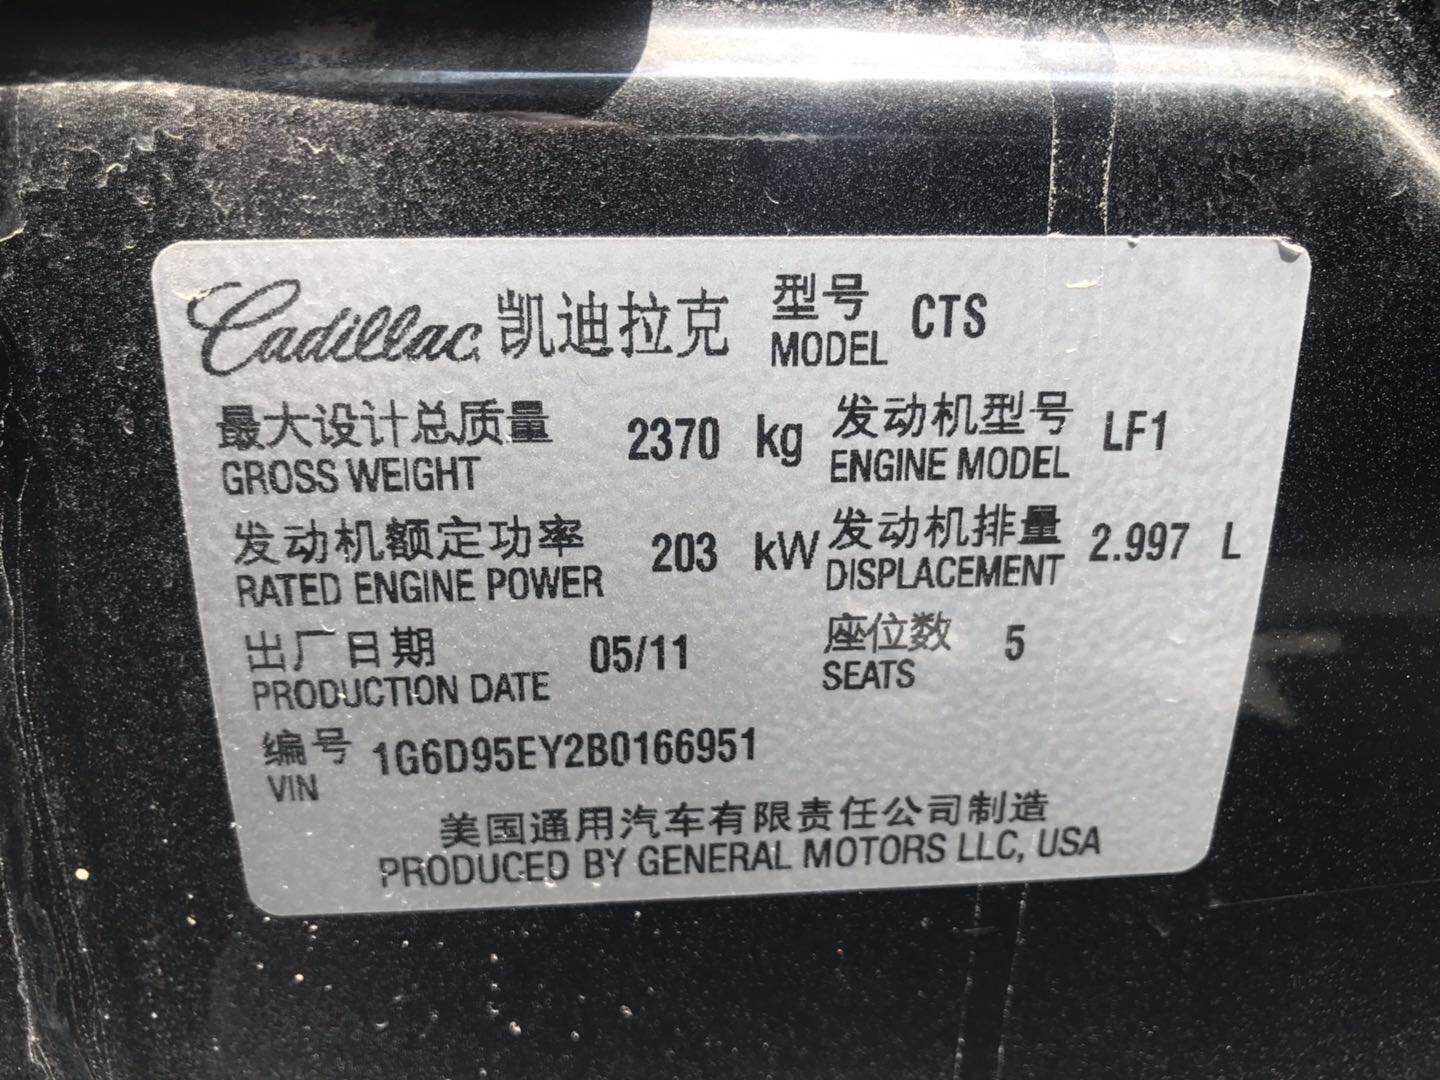 Cadillac 凯迪拉克 型号 CTS
MODEL
最大设计总质量 2370 kg 发动机型号 LF1
GROSS WEIGHT ENGINE MODEL
发动机额定功率 203 kW 发动机排量 2.997 L
RATED ENGINE POWER DISPLACEMENT
出厂日期 05/11 座位数 5
PRODUCTION DATE SEATS
编号 1G6D95EY2B0166951
VIN
美国通用汽车有限责任公司制造
PRODUCED BY GENERAL MOTORS LLC, USA